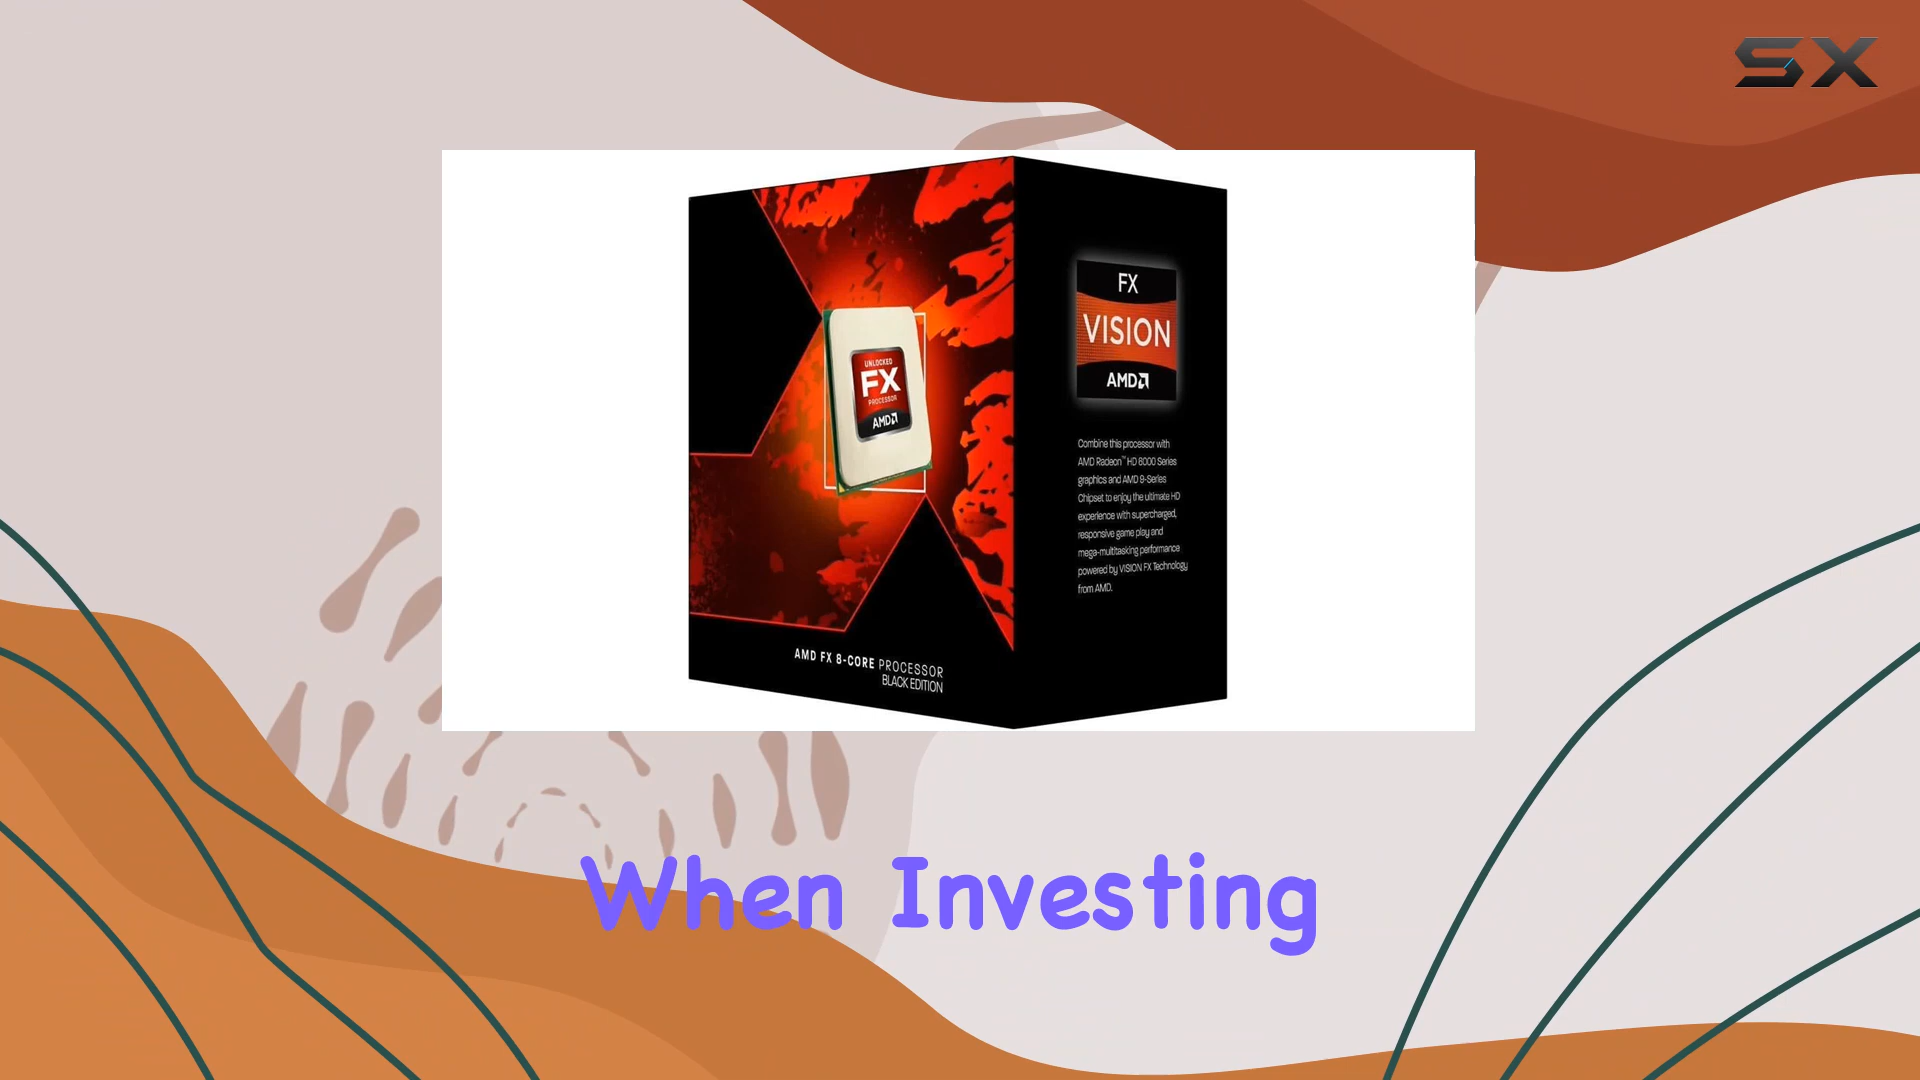 SX
UNLOCKED
FX
PROCESSOR
AMD
AMD FX 8-CORE PROCESSOR
BLACK EDITION
FX
VISION
AMD
Combine this processor with
AMD Radeon™ HD 6000 Series
graphics and AMD 9-Series
Chipset to enjoy the ultimate HD
experience with supercharged,
responsive game play and
mega-multitasking performance
powered by VISION FX Technology
from AMD.
When Investing